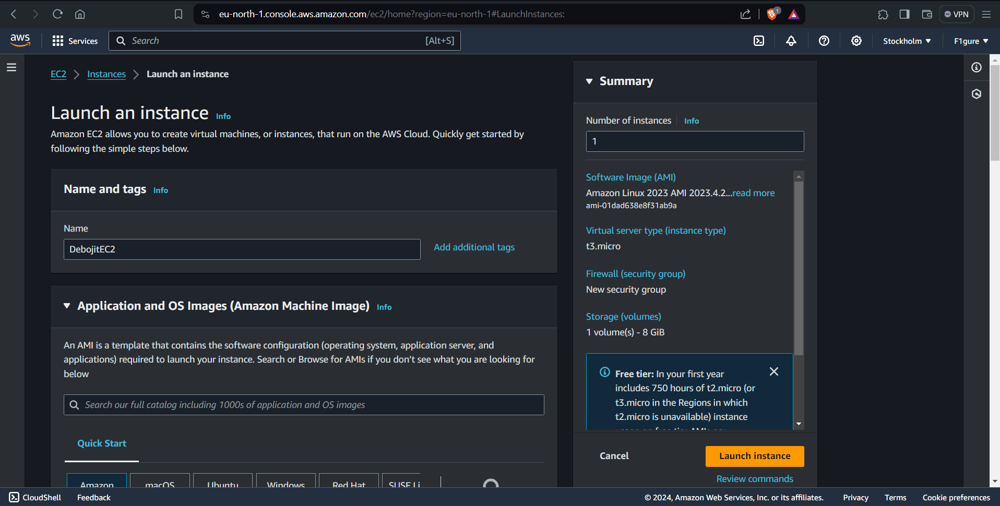 eu-north-1.console.aws.amazon.com/ec2/home?region=eu-north-1#LaunchInstances:
1
VPN
aws
Services
Search
[Alt+S]
Stockholm
F1gure
EC2
Instances
Launch an instance
Launch an instance
Info
Amazon EC2 allows you to create virtual machines, or instances, that run on the AWS Cloud. Quickly get started by
following the simple steps below.
Name and tags
Info
Name
DebojitEC2
Add additional tags
Application and OS Images (Amazon Machine Image)
Info
An AMI is a template that contains the software configuration (operating system, application server, and
applications) required to launch your instance. Search or Browse for AMIs if you don’t see what you are looking for
below
Search our full catalog including 1000s of application and OS images
Quick Start
Amazon
macOS
Ubuntu
Windows
Red Hat
SUSE Li
Summary
Number of instances
Info
1
Software Image (AMI)
Amazon Linux 2023 AMI 2023.4.2...read more
ami-01dad638e8f31ab9a
Virtual server type (instance type)
t3.micro
Firewall (security group)
New security group
Storage (volumes)
1 volume(s) - 8 GiB
Free tier: In your first year
includes 750 hours of t2.micro (or
t3.micro in the Regions in which
t2.micro is unavailable) instance
usage on free tier AMIs per
Cancel
Launch instance
Review commands
CloudShell
Feedback
© 2024, Amazon Web Services, Inc. or its affiliates.
Privacy
Terms
Cookie preferences